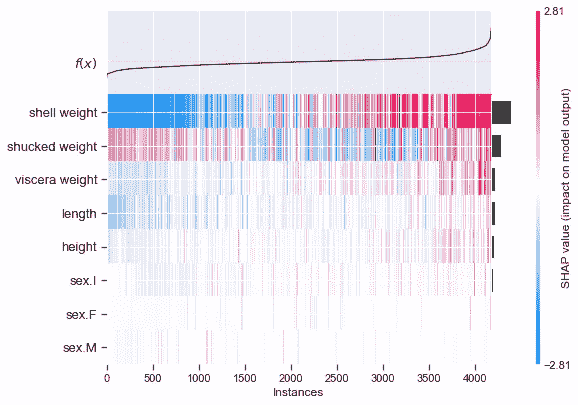 2.81
f(x)
shell weight
shucked weight
viscera weight
length
height
sex.I
sex.F
sex.M
0 500 1000 1500 2000 2500 3000 3500 4000
Instances
SHAP value (impact on model output)
−2.81